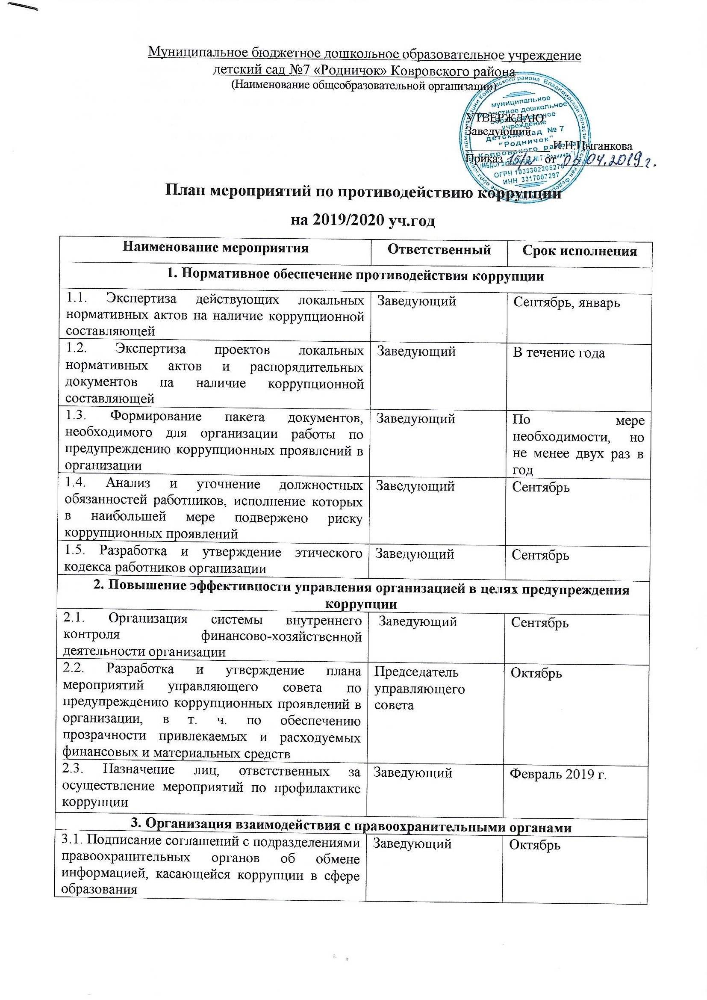 Муниципальное бюджетное дошкольное образовательное учреждение
детский сад №7 «Родничок» Ковровского района
(Наименование общеобразовательной организации)
УТВЕРЖДАЮ:
Заведующий
И.Н.Цыганкова
Приказ 15/2 от 05.04.2019 г.
муниципальное
бюджетное дошкольное
образовательное
учреждение
детский сад № 7
"Родничок"
Ковровского района
(МБДОУ детский сад № 7 "Родничок")
ОГРН 1033302205276
ИНН 3317007297
План мероприятий по противодействию коррупции
на 2019/2020 уч.год
Наименование мероприятия Ответственный Срок исполнения
1. Нормативное обеспечение противодействия коррупции
1.1. Экспертиза действующих локальных
нормативных актов на наличие коррупционной
составляющей
Заведующий
Сентябрь, январь
1.2. Экспертиза проектов локальных
нормативных актов и распорядительных
документов на наличие коррупционной
составляющей
Заведующий
В течение года
1.3. Формирование пакета документов,
необходимого для организации работы по
предупреждению коррупционных проявлений в
организации
Заведующий
По мере
необходимости, но
не менее двух раз в
год
1.4. Анализ и уточнение должностных
обязанностей работников, исполнение которых
в наибольшей мере подвержено риску
коррупционных проявлений
Заведующий
Сентябрь
1.5. Разработка и утверждение этического
кодекса работников организации
Заведующий
Сентябрь
2. Повышение эффективности управления организацией в целях предупреждения
коррупции
2.1. Организация системы внутреннего
контроля финансово-хозяйственной
деятельности организации
Заведующий
Сентябрь
2.2. Разработка и утверждение плана
мероприятий управляющего совета по
предупреждению коррупционных проявлений в
организации, в т. ч. по обеспечению
прозрачности привлекаемых и расходуемых
финансовых и материальных средств
Председатель
управляющего
совета
Октябрь
2.3. Назначение лиц, ответственных за
осуществление мероприятий по профилактике
коррупции
Заведующий
Февраль 2019 г.
3. Организация взаимодействия с правоохранительными органами
3.1. Подписание соглашений с подразделениями
правоохранительных органов об обмене
информацией, касающейся коррупции в сфере
образования
Заведующий
Октябрь